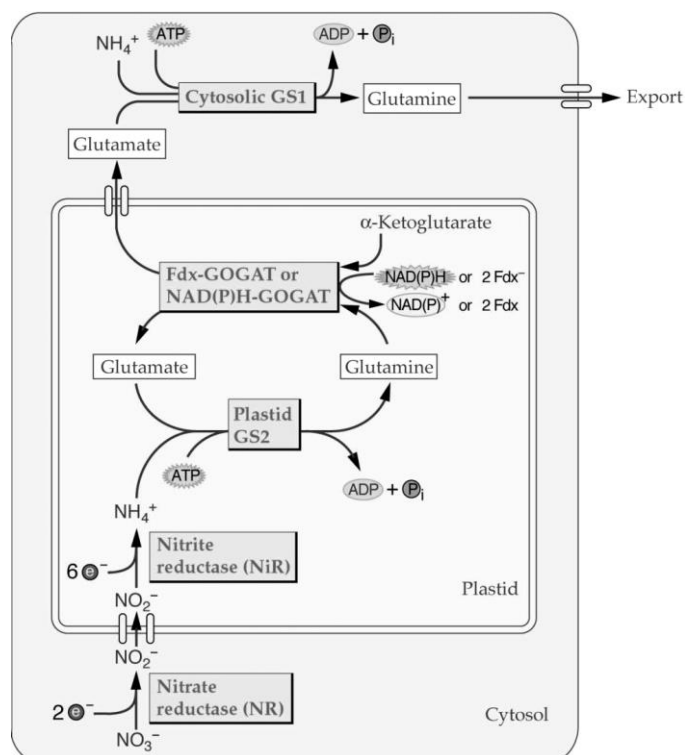 NH₄⁺
ATP
ADP + Pi
Cytosolic GS1
Glutamine
Export
Glutamate
α-Ketoglutarate
Fdx-GOGAT or
NAD(P)H-GOGAT
NAD(P)H or 2 Fdx⁻
NAD(P)⁺ or 2 Fdx
Glutamate
Glutamine
Plastid
GS2
ATP
ADP + Pi
NH₄⁺
6 e⁻
Nitrite
reductase (NiR)
NO₂⁻
Plastid
NO₂⁻
2 e⁻
Nitrate
reductase (NR)
NO₃⁻
Cytosol